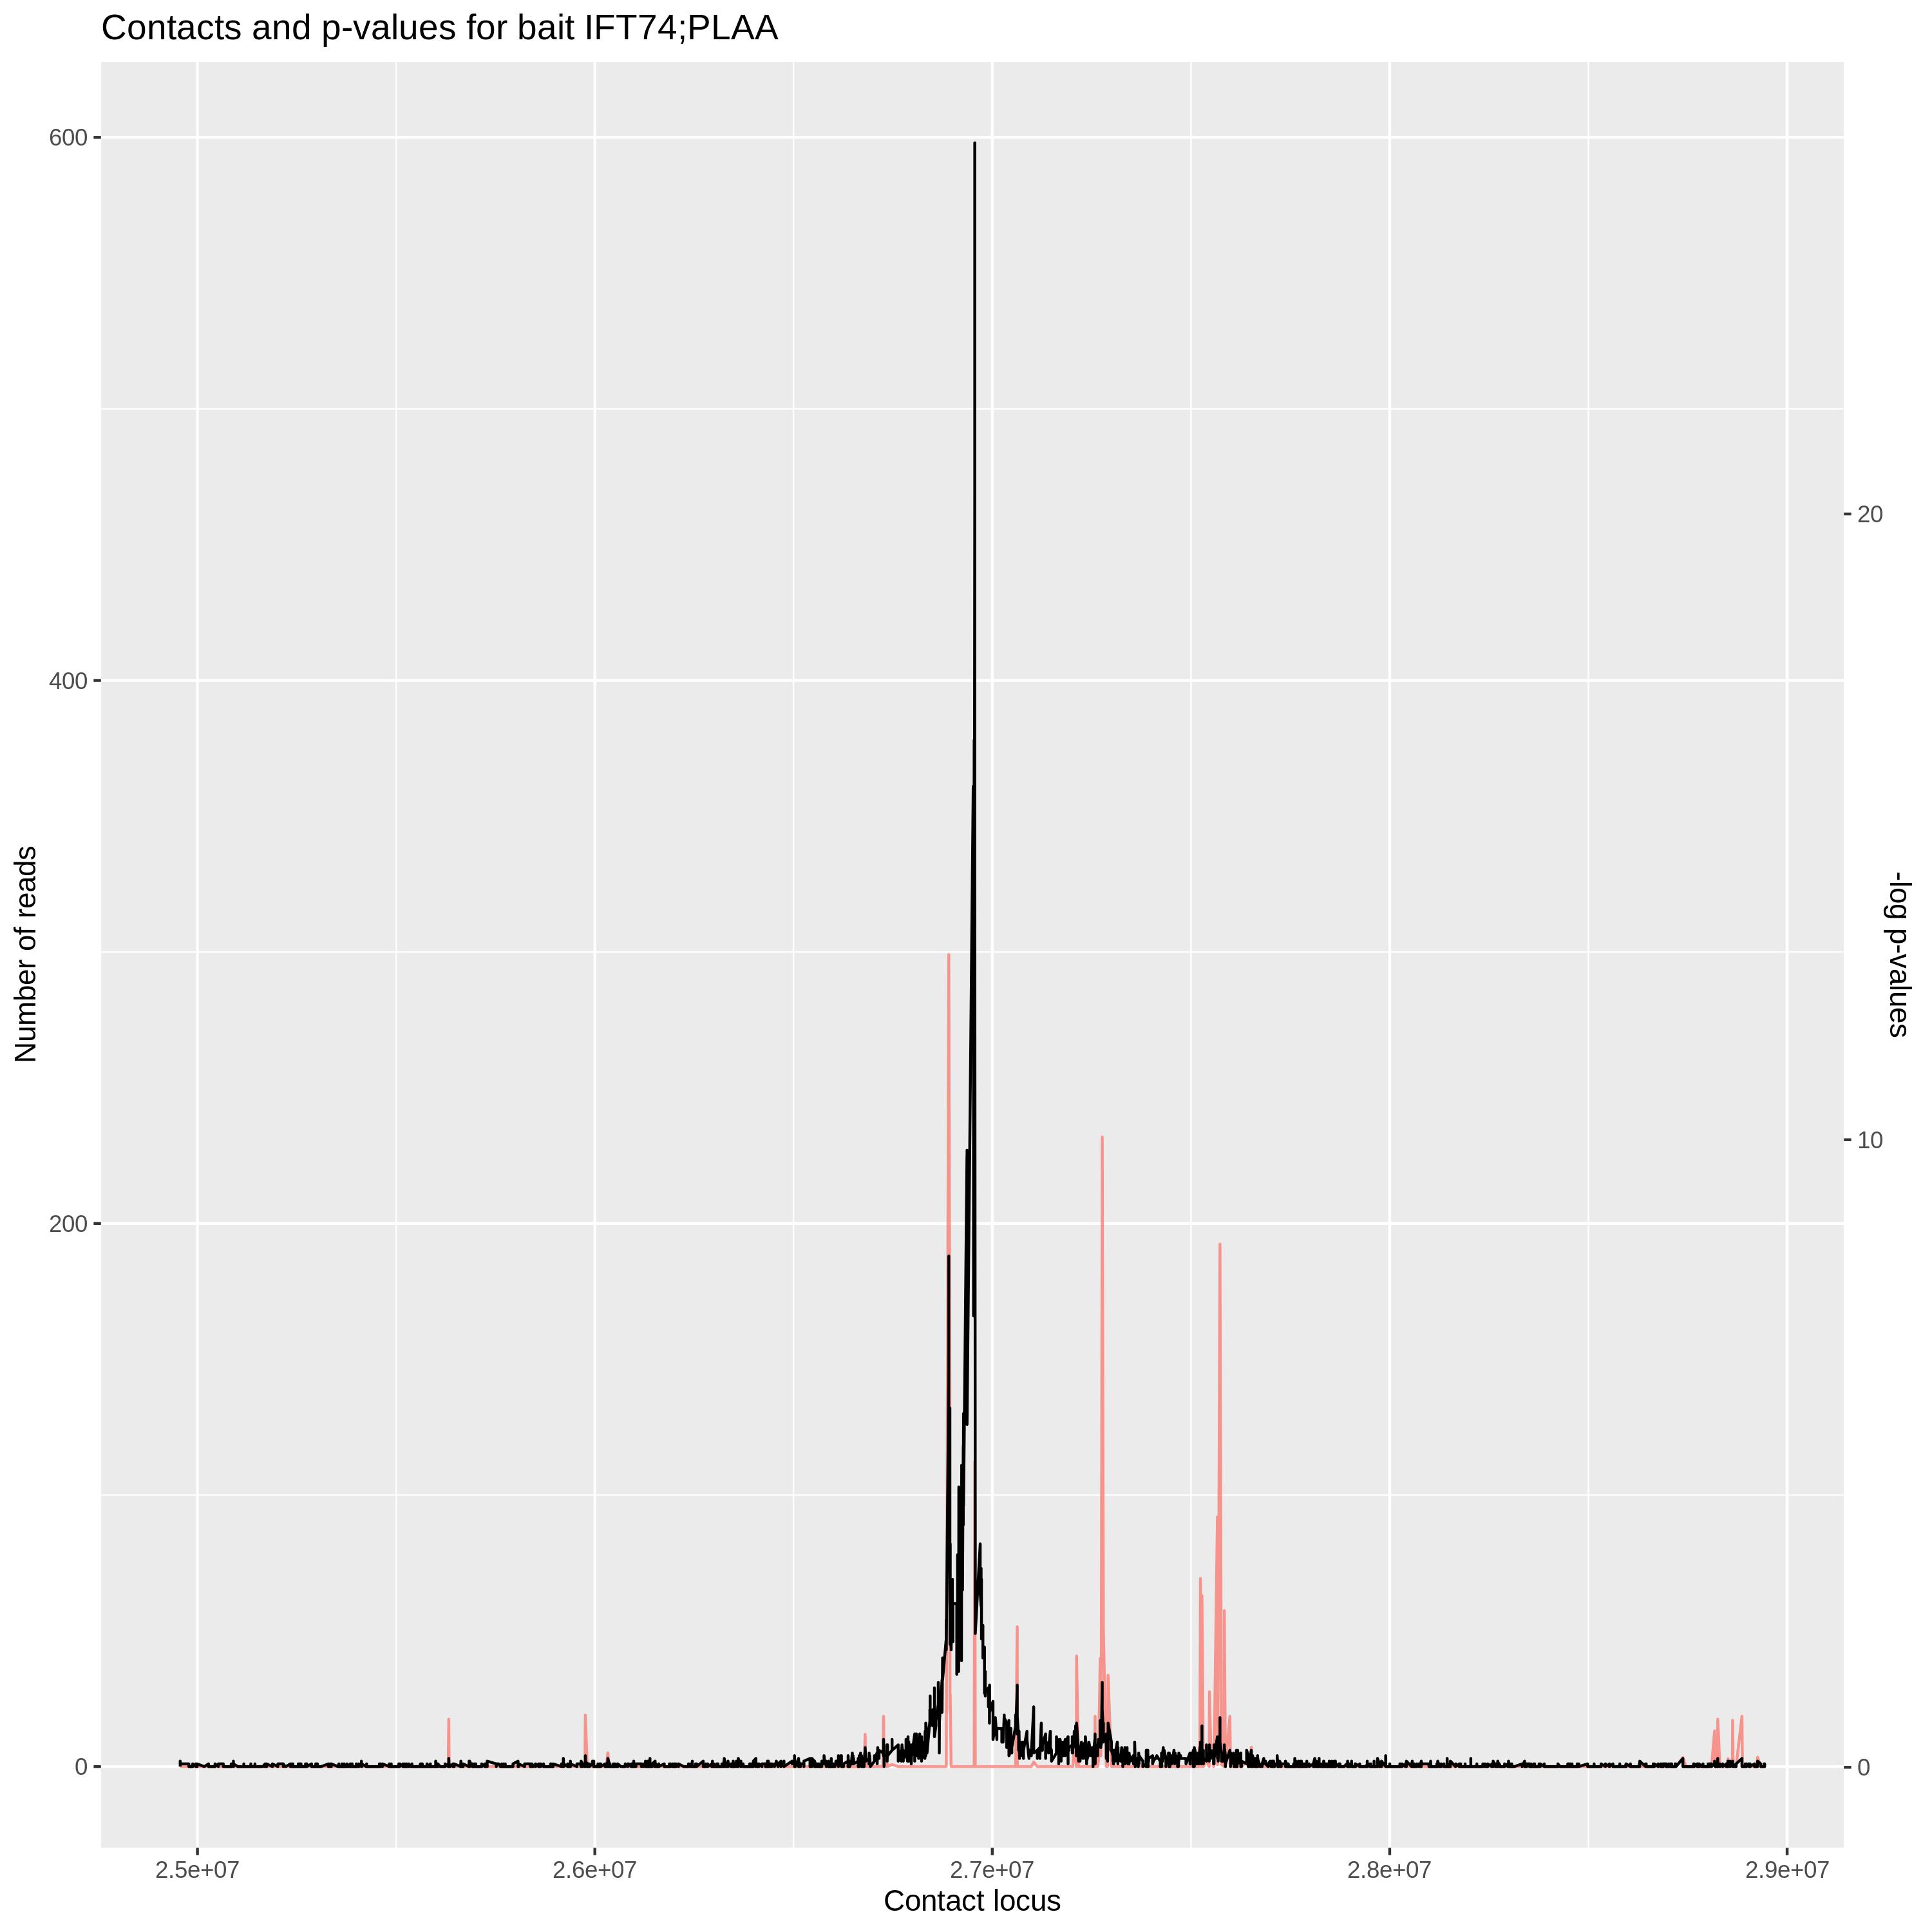 Contacts and p-values for bait IFT74;PLAA
600
400
200
0
Number of reads
20
10
0
-log p-values
2.5e+07
2.6e+07
2.7e+07
2.8e+07
2.9e+07
Contact locus